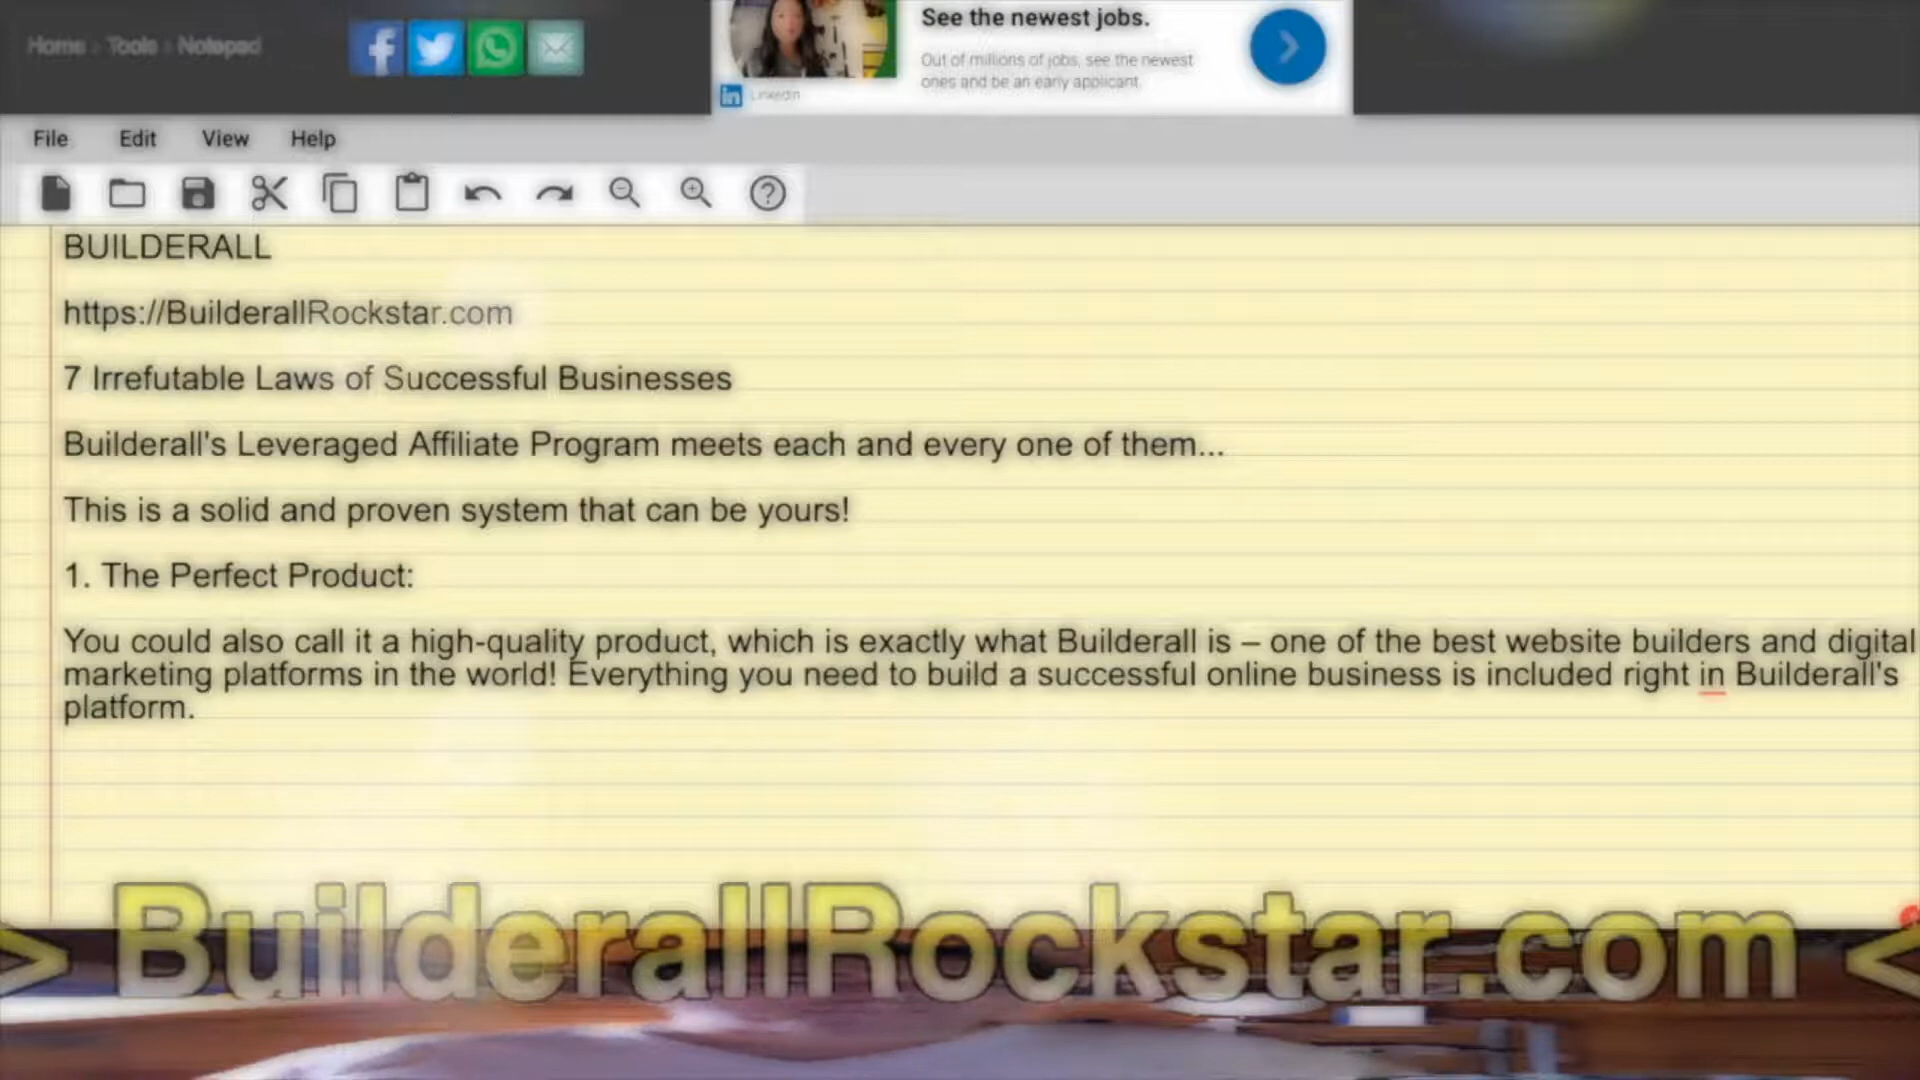 Home › Tools › Notepad
See the newest jobs.
Out of millions of jobs, see the newest
ones and be an early applicant.
in LinkedIn
File Edit View Help
BUILDERALL
https://BuilderallRockstar.com
7 Irrefutable Laws of Successful Businesses
Builderall's Leveraged Affiliate Program meets each and every one of them...
This is a solid and proven system that can be yours!
1. The Perfect Product:
You could also call it a high-quality product, which is exactly what Builderall is – one of the best website builders and digital
marketing platforms in the world! Everything you need to build a successful online business is included right in Builderall's
platform.
> BuilderallRockstar.com <